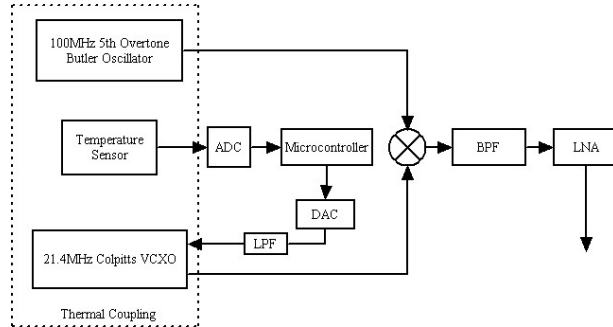 100MHz 5th Overtone
Butler Oscillator
Temperature
Sensor
ADC
Microcontroller
BPF
LNA
DAC
LPF
21.4MHz Colpitts VCXO
Thermal Coupling